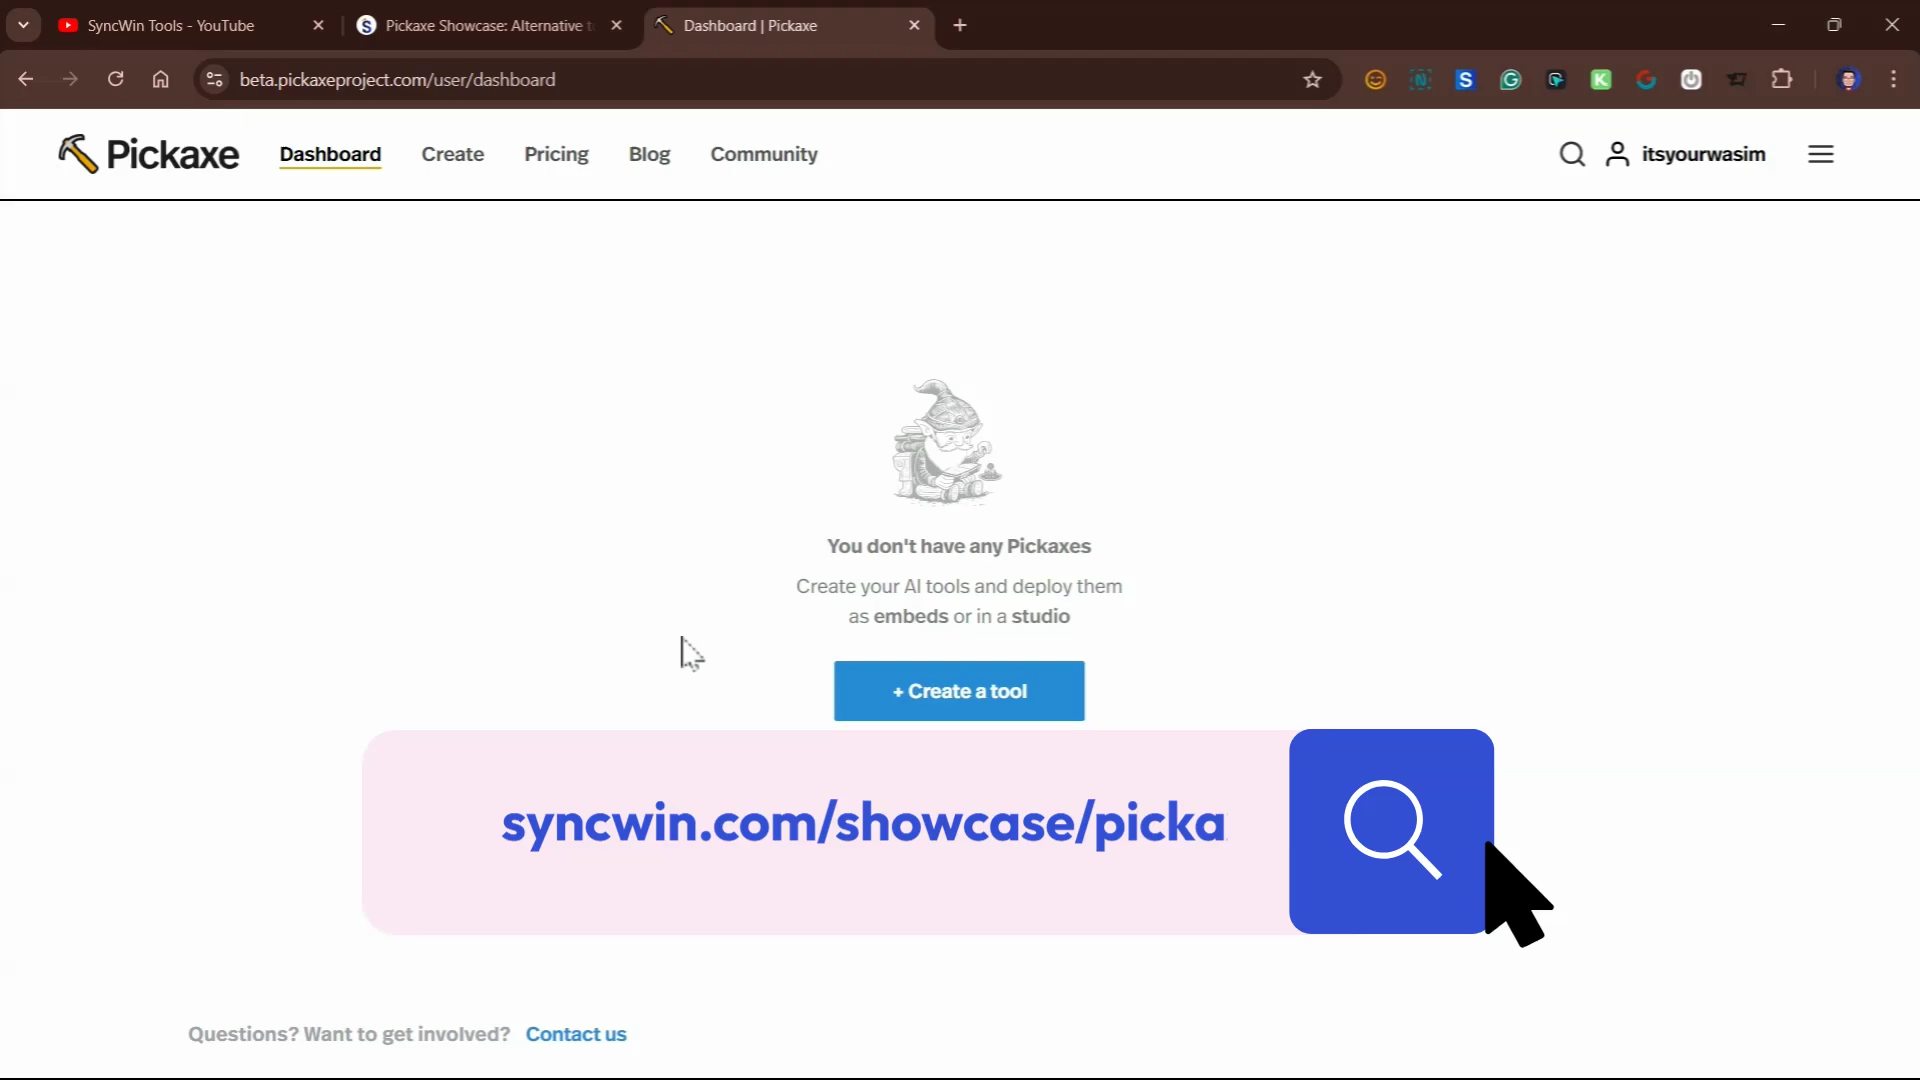 SyncWin Tools - YouTube
Pickaxe Showcase: Alternative t
Dashboard | Pickaxe
beta.pickaxeproject.com/user/dashboard
Pickaxe
Dashboard
Create
Pricing
Blog
Community
itsyourwasim
You don't have any Pickaxes
Create your AI tools and deploy them
as embeds or in a studio
+ Create a tool
syncwin.com/showcase/picka
Questions? Want to get involved? Contact us